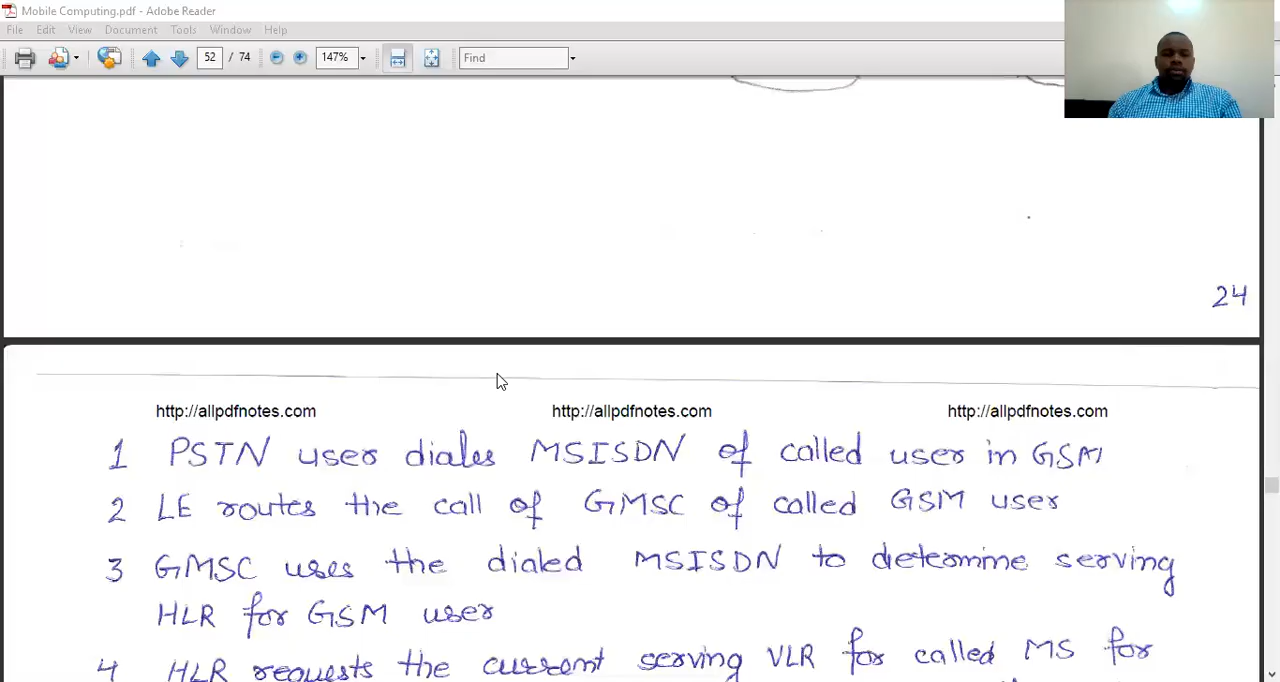 Mobile Computing.pdf - Adobe Reader
File Edit View Document Tools Window Help
52 / 74 147% Find
24
http://allpdfnotes.com http://allpdfnotes.com http://allpdfnotes.com
1 PSTN user diales MSISDN of called user in GSM
2 LE routes the call of GMSC of called GSM user
3 GMSC uses the dialed MSISDN to determine serving
HLR for GSM user
4 HLR requests the current serving VLR for called MS for